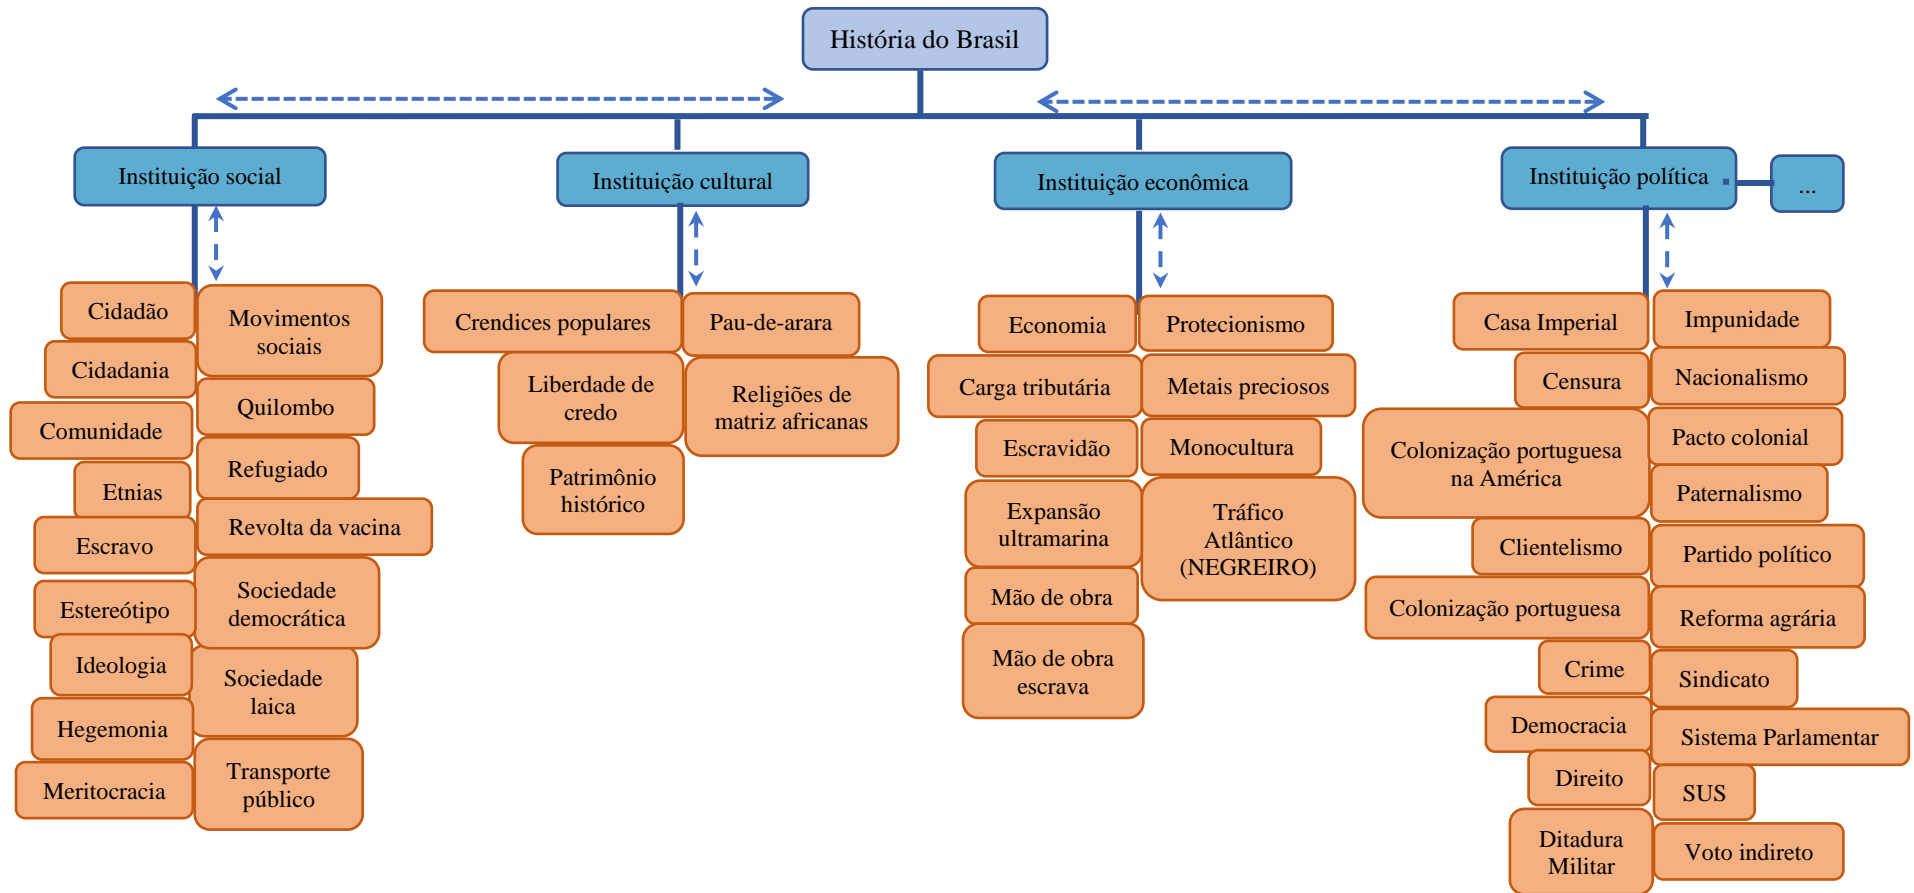 História do Brasil
Instituição social
Instituição cultural
Instituição econômica
Instituição política
...
Cidadão
Cidadania
Comunidade
Etnias
Escravo
Estereótipo
Ideologia
Hegemonia
Meritocracia
Movimentos
sociais
Quilombo
Refugiado
Revolta da vacina
Sociedade
democrática
Sociedade
laica
Transporte
público
Crendices populares
Liberdade de
credo
Patrimônio
histórico
Pau-de-arara
Religiões de
matriz africanas
Economia
Carga tributária
Escravidão
Expansão
ultramarina
Mão de obra
Mão de obra
escrava
Protecionismo
Metais preciosos
Monocultura
Tráfico
Atlântico
(NEGREIRO)
Casa Imperial
Censura
Colonização portuguesa
na América
Clientelismo
Colonização portuguesa
Crime
Democracia
Direito
Ditadura
Militar
Impunidade
Nacionalismo
Pacto colonial
Paternalismo
Partido político
Reforma agrária
Sindicato
Sistema Parlamentar
SUS
Voto indireto